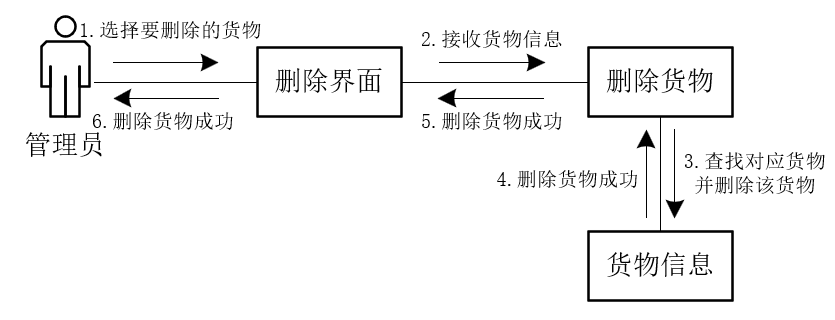 1.选择要删除的货物
2.接收货物信息
删除界面
删除货物
6.删除货物成功
5.删除货物成功
管理员
3.查找对应货物
并删除该货物
4.删除货物成功
货物信息